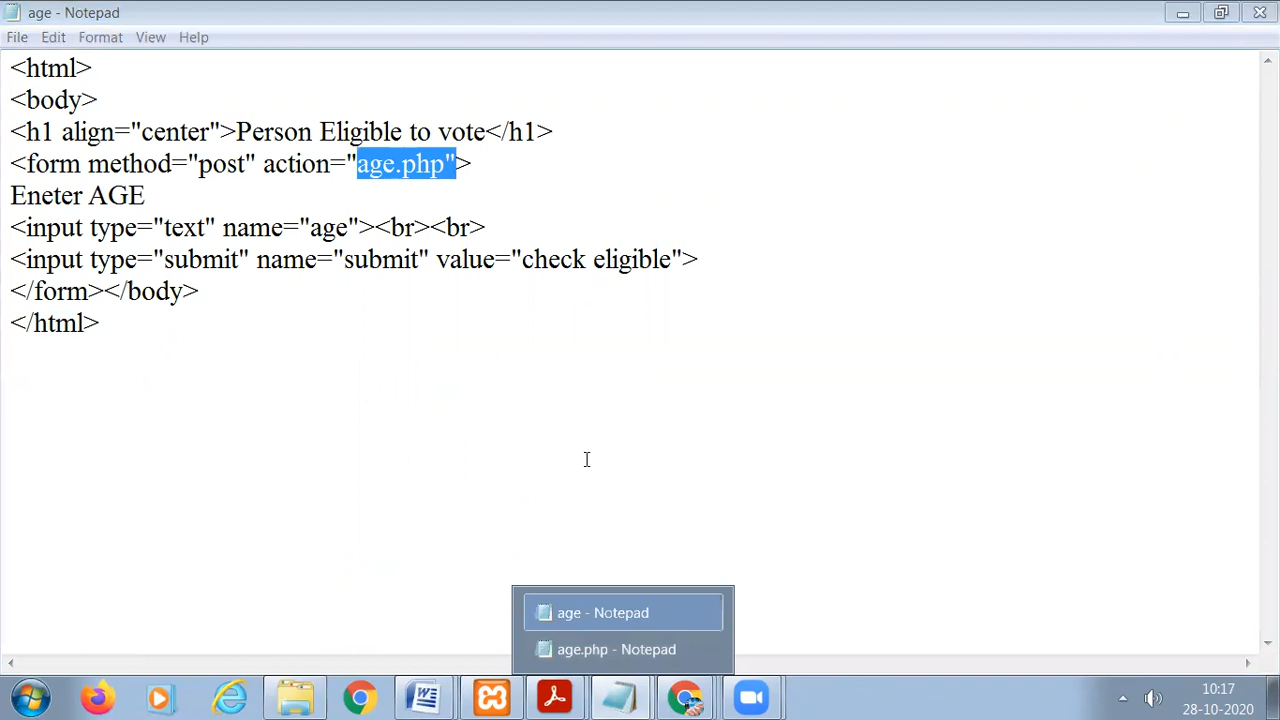 age - Notepad
File Edit Format View Help
<html>
<body>
<h1 align="center">Person Eligible to vote</h1>
<form method="post" action="age.php">
Eneter AGE
<input type="text" name="age"><br><br>
<input type="submit" name="submit" value="check eligible">
</form></body>
</html>
age - Notepad
age.php - Notepad
10:17
28-10-2020